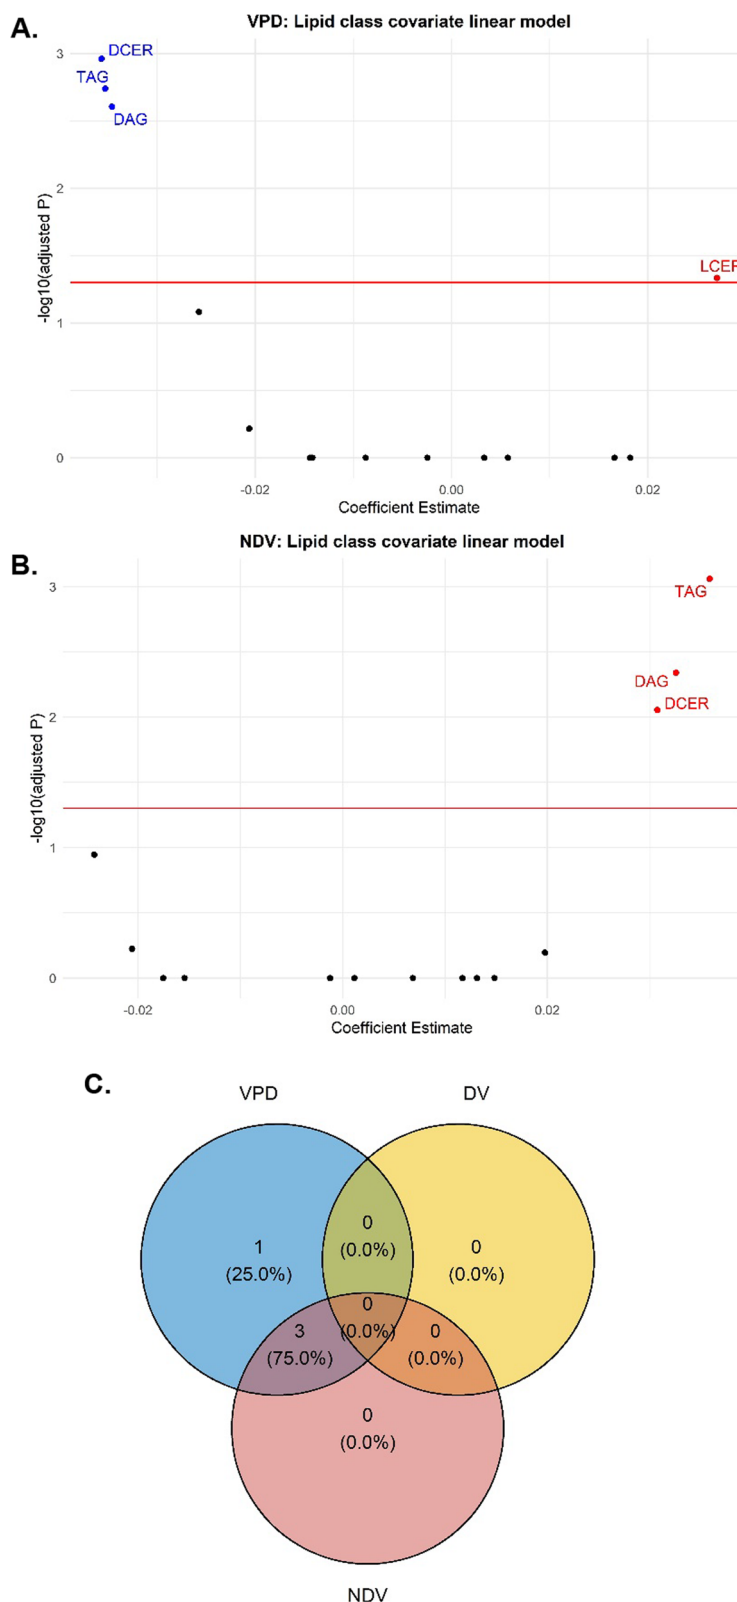 A.
VPD: Lipid class covariate linear model
3
DCER
TAG
DAG
2
LCER
1
0
-log10(adjusted P)
-0.02
0.00
0.02
Coefficient Estimate
B.
NDV: Lipid class covariate linear model
3
TAG
DAG
DCER
2
1
0
-log10(adjusted P)
-0.02
0.00
0.02
Coefficient Estimate
C.
VPD
DV
0
(0.0%)
1
(25.0%)
0
(0.0%)
0
(0.0%)
3
(75.0%)
0
(0.0%)
0
(0.0%)
NDV